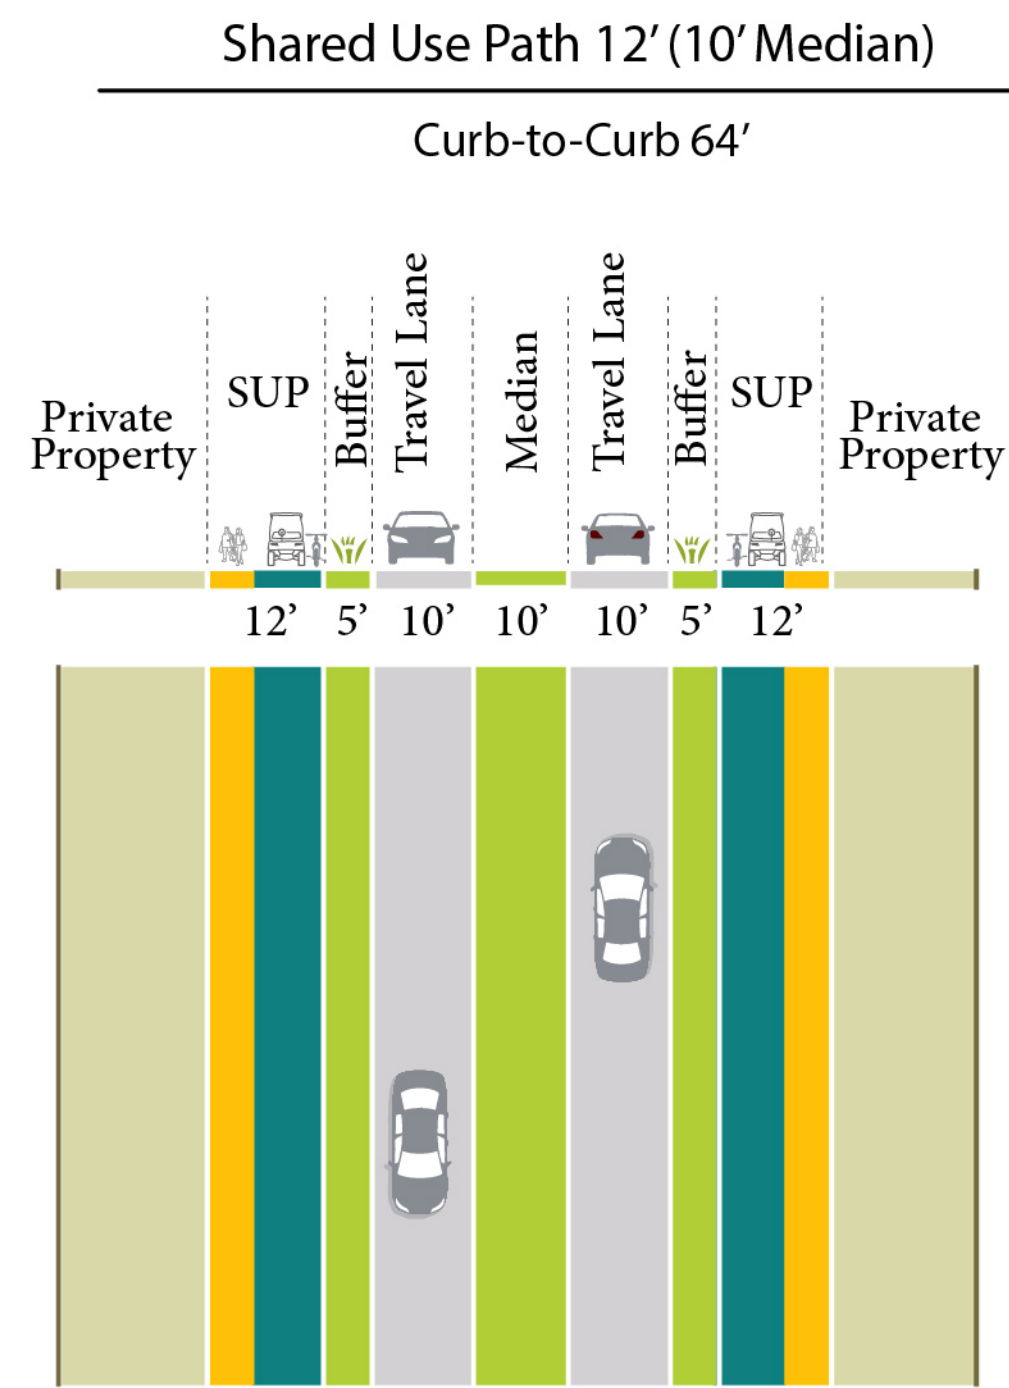 Shared Use Path 12’ (10’ Median)
Curb-to-Curb 64’
Private
Property
SUP
Buffer
Travel Lane
Median
Travel Lane
Buffer
SUP
Private
Property
12’ 5’ 10’ 10’ 10’ 5’ 12’